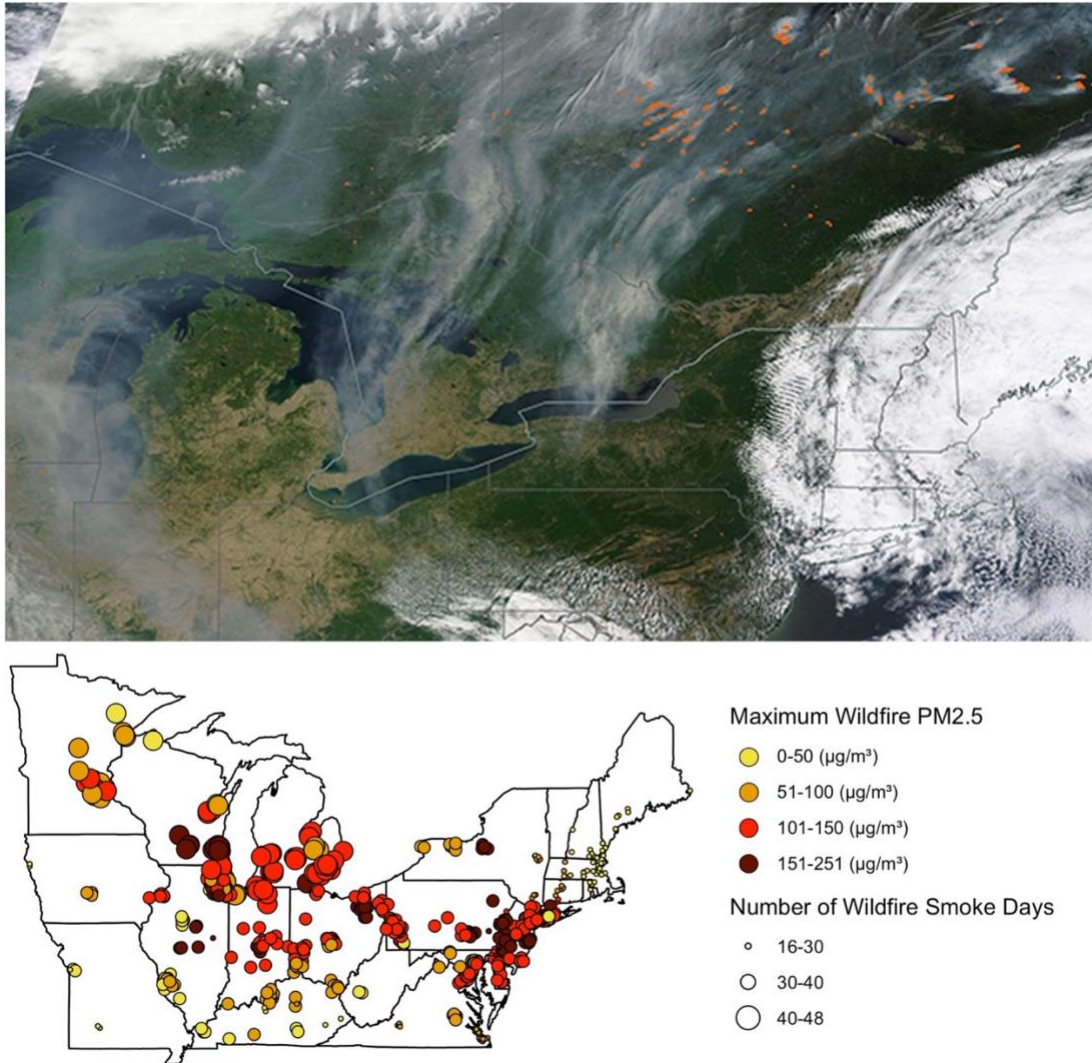 Maximum Wildfire PM2.5
0-50 (µg/m³)
51-100 (µg/m³)
101-150 (µg/m³)
151-251 (µg/m³)
Number of Wildfire Smoke Days
16-30
30-40
40-48